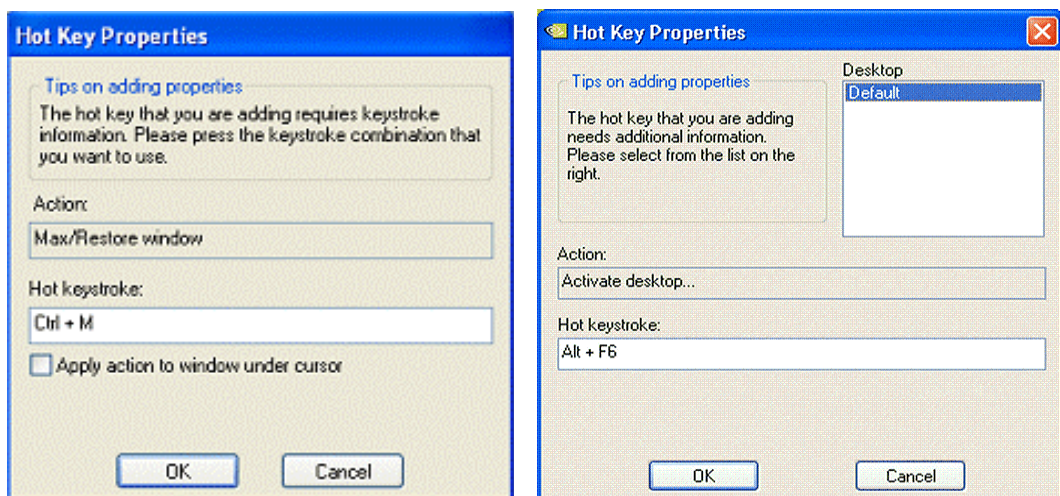 Hot Key Properties
Tips on adding properties
The hot key that you are adding requires keystroke
information. Please press the keystroke combination that
you want to use.
Action:
Max/Restore window
Hot keystroke:
Ctrl + M
Apply action to window under cursor
OK
Cancel
Hot Key Properties
Tips on adding properties
The hot key that you are adding
needs additional information.
Please select from the list on the
right.
Desktop
Default
Action:
Activate desktop...
Hot keystroke:
Alt + F6
OK
Cancel